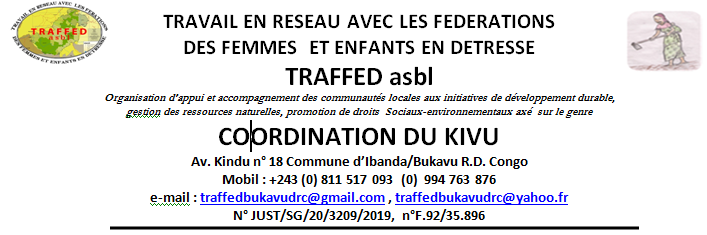 TRAVAIL EN RESEAU AVEC LES FEDERATIONS
DES FEMMES ET ENFANTS EN DETRESSE
TRAFFED asbl
Organisation d'appui et accompagnement des communautés locales aux initiatives de développement durable,
gestion des ressources naturelles, promotion de droits Sociaux-environnementaux axé sur le genre
COORDINATION DU KIVU
Av. Kindu n° 18 Commune d'Ibanda/Bukavu R.D. Congo
Mobil : +243 (0) 811 517 093 (0) 994 763 876
e-mail : traffedbukavudrc@gmail.com , traffedbukavudrc@yahoo.fr
N° JUST/SG/20/3209/2019, n°F.92/35.896
TRAVAIL EN RESEAU AVEC LES FEDERATIONS
TRAFFED
asbl
DES FEMMES ET ENFANTS EN DETRESSE